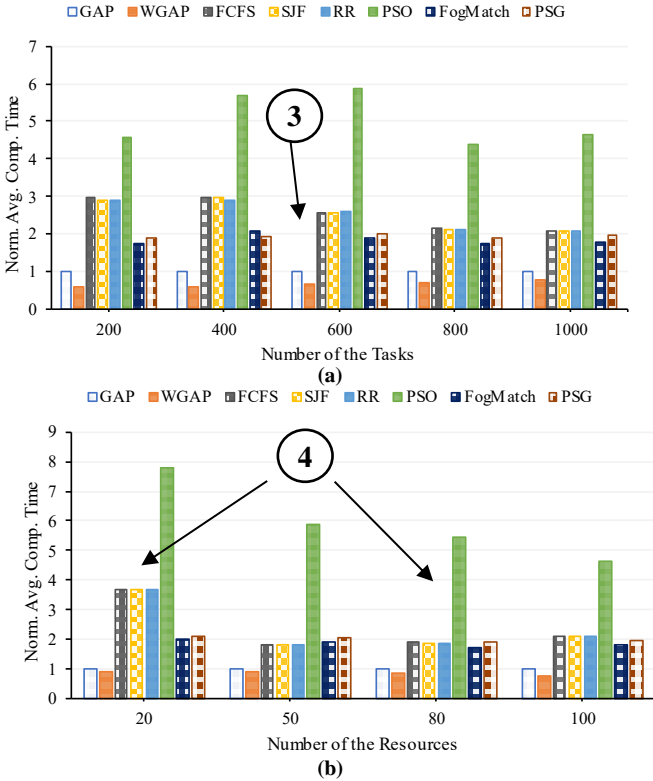 GAP WGAP FCFS SJF RR PSO FogMatch PSG
7
6
5
4
3
2
1
0
Norm. Avg. Comp. Time
3
200 400 600 800 1000
Number of the Tasks
(a)
GAP WGAP FCFS SJF RR PSO FogMatch PSG
9
8
7
6
5
4
3
2
1
0
Norm. Avg. Comp. Time
4
20 50 80 100
Number of the Resources
(b)